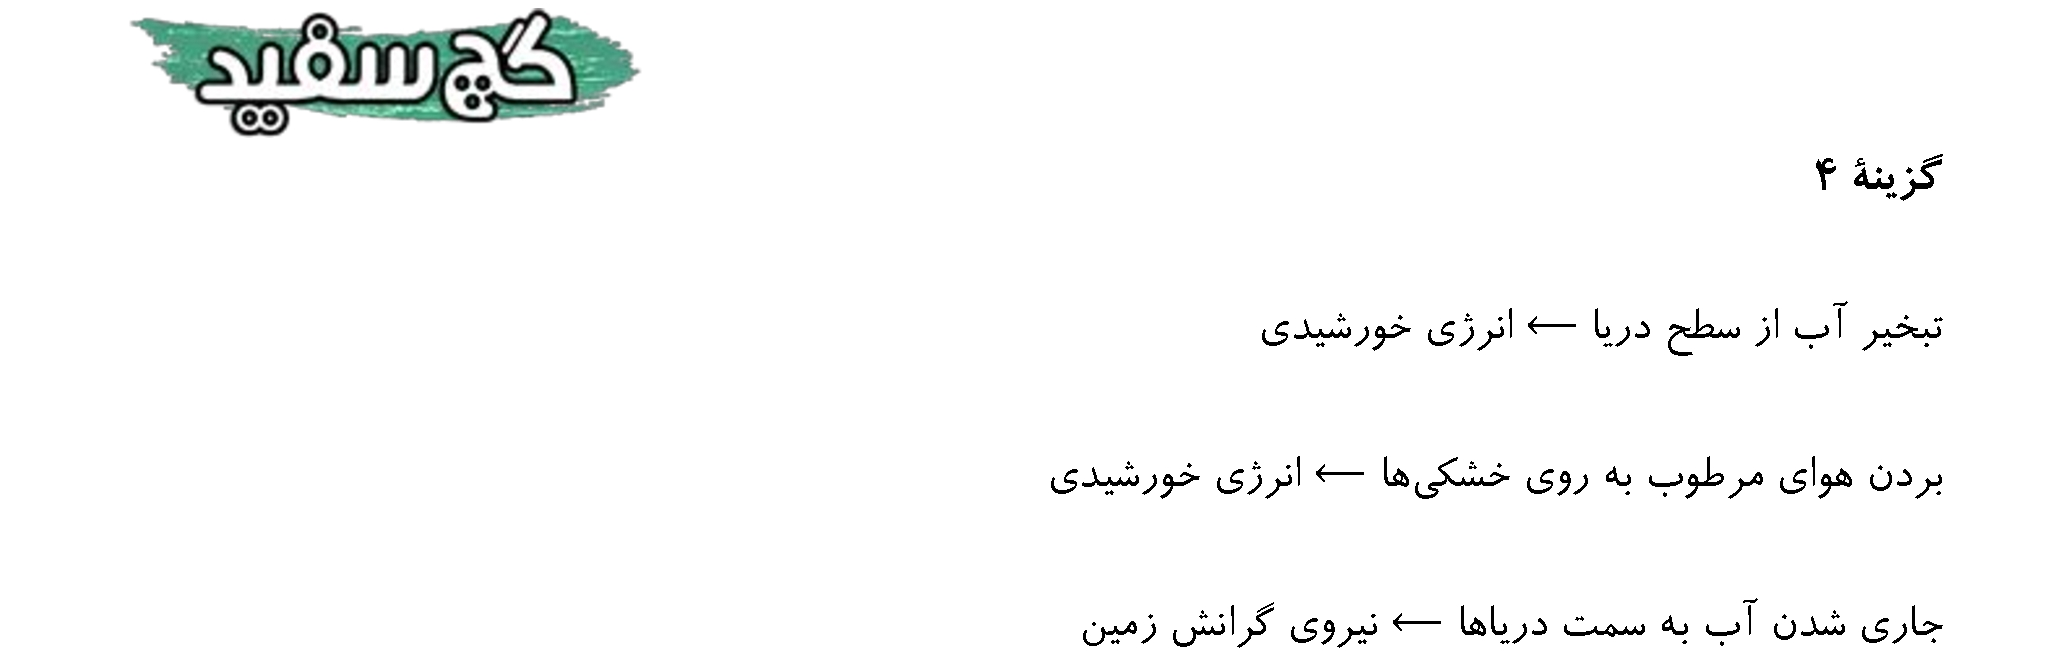 گچ سفید
گزینهٔ ۴
تبخیر آب از سطح دریا ⟵ انرژی خورشیدی
بردن هوای مرطوب به روی خشکی‌ها ⟵ انرژی خورشیدی
جاری شدن آب به سمت دریاها ⟵ نیروی گرانش زمین